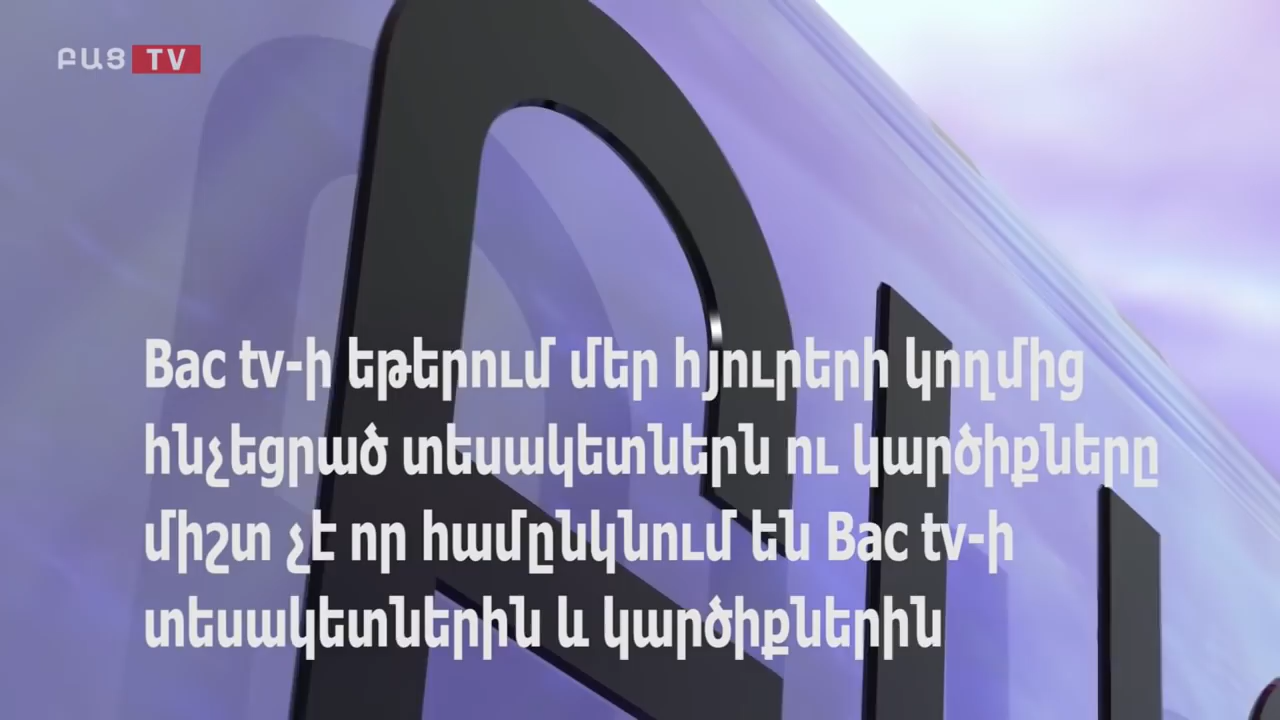 ԲԱՑ TV
Bac tv-ի եթերում մեր հյուրերի կողմից
հնչեցրած տեսակետներն ու կարծիքները
միշտ չէ որ համընկնում են Bac tv-ի
տեսակետներին և կարծիքներին